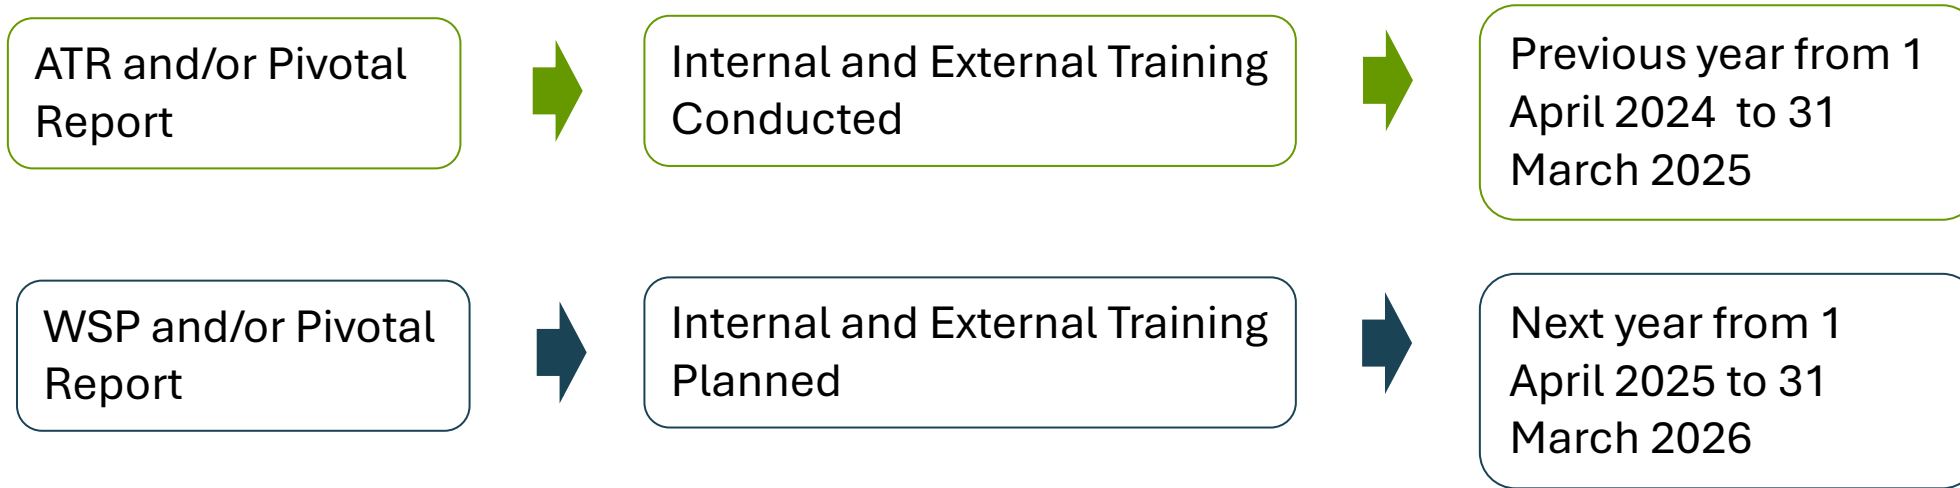 ATR and/or Pivotal
Report
Internal and External Training
Conducted
Previous year from 1
April 2024  to 31
March 2025
WSP and/or Pivotal
Report
Internal and External Training
Planned
Next year from 1
April 2025 to 31
March 2026